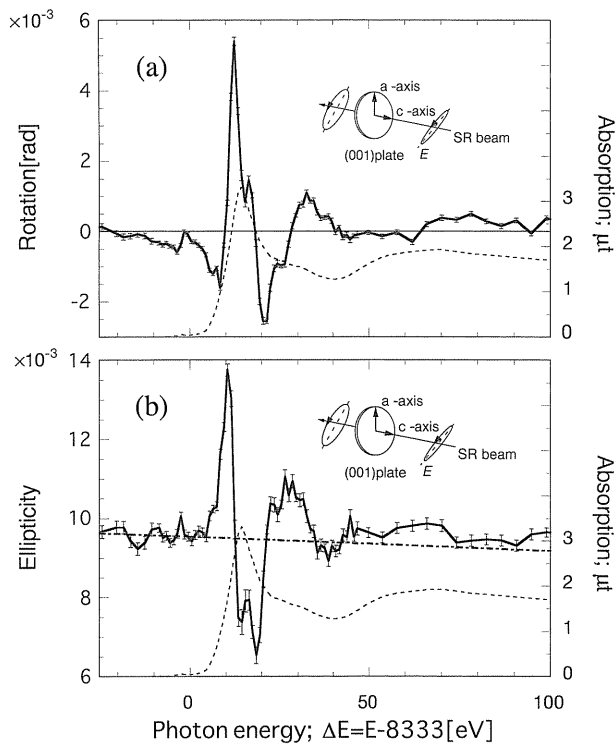 ×10⁻³
6
4
2
0
-2
Rotation[rad]
(a)
a -axis
c -axis
SR beam
(001)plate
E
3
2
1
0
Absorption; μt
×10⁻³
14
12
10
8
6
Ellipticity
(b)
a -axis
c -axis
SR beam
(001)plate
E
3
2
1
0
Absorption; μt
0
50
100
Photon energy; ΔE=E-8333[eV]